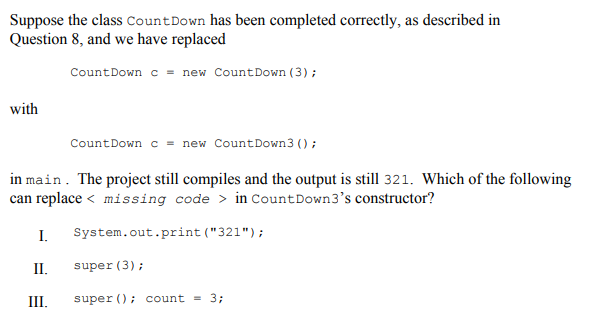 Suppose the class CountDown has been completed correctly, as described in
Question 8, and we have replaced
CountDown c = new CountDown(3);
with
CountDown c = new CountDown3();
in main. The project still compiles and the output is still 321. Which of the following
can replace < missing code > in CountDown3's constructor?
I. System.out.print("321");
II. super(3);
III. super(); count = 3;